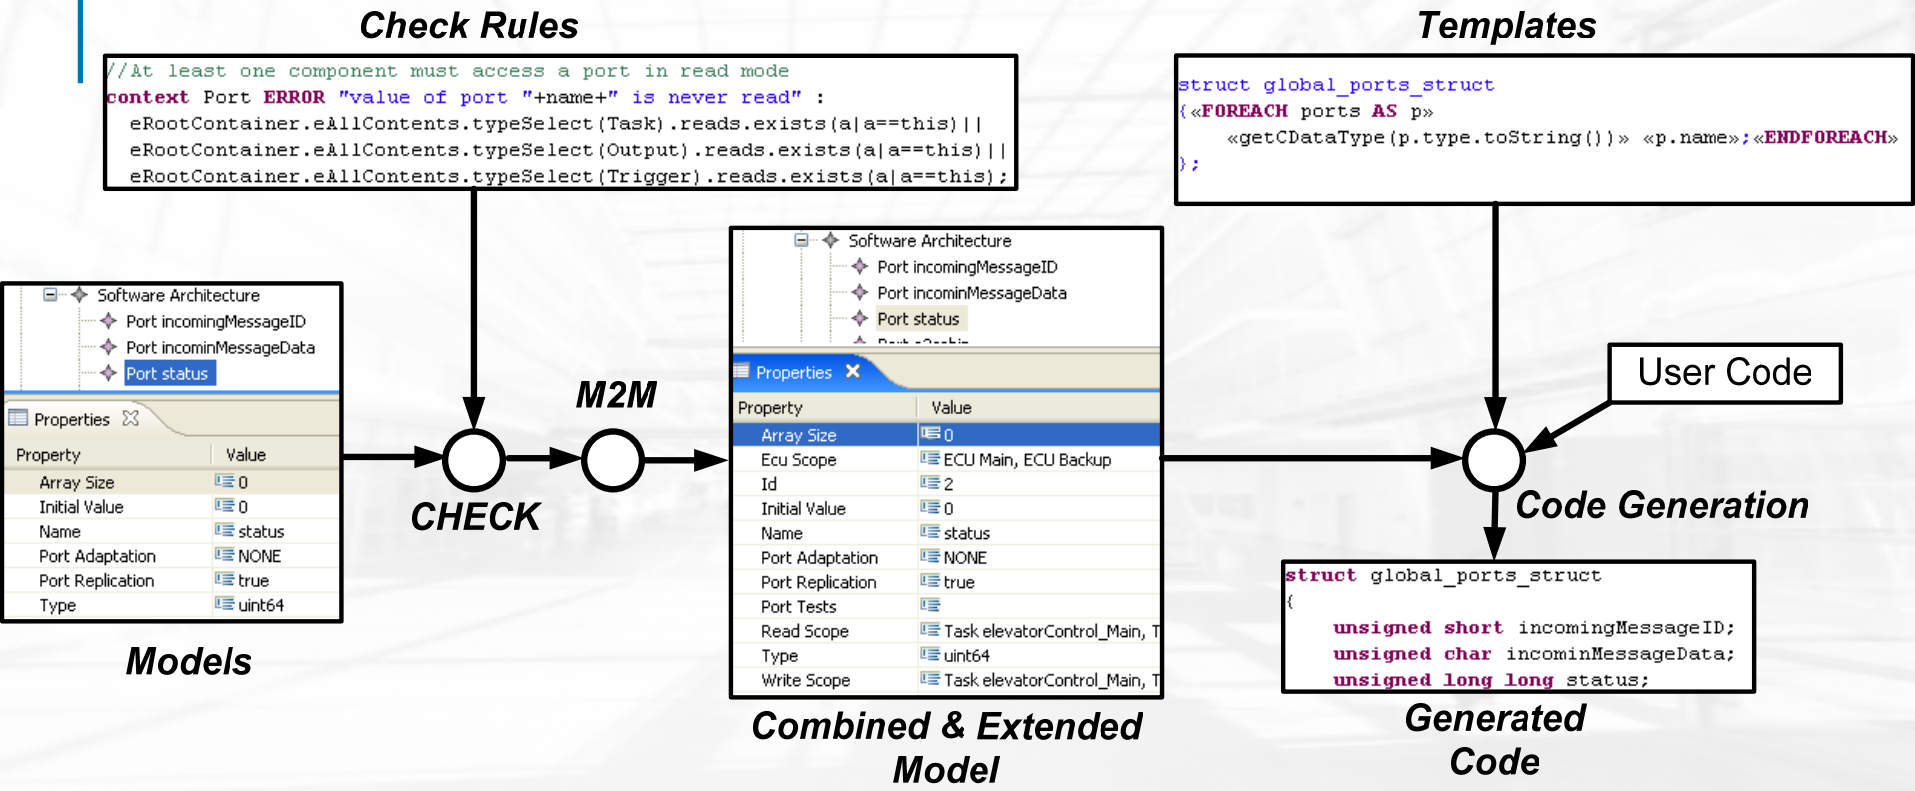 Check Rules
//At least one component must access a port in read mode
context Port ERROR "value of port "+name+" is never read" :
eRootContainer.eAllContents.typeSelect(Task).reads.exists(a|a==this)||
eRootContainer.eAllContents.typeSelect(Output).reads.exists(a|a==this)||
eRootContainer.eAllContents.typeSelect(Trigger).reads.exists(a|a==this);
Templates
struct global_ports_struct
{«FOREACH ports AS p»
«getCDataType(p.type.toString())» «p.name»;«ENDFOREACH»
};
Software Architecture
Port incomingMessageID
Port incominMessageData
Port status
Properties
Property Value
Array Size 0
Initial Value 0
Name status
Port Adaptation NONE
Port Replication true
Type uint64
Models
CHECK
M2M
Software Architecture
Port incomingMessageID
Port incominMessageData
Port status
Properties
Property Value
Array Size 0
Ecu Scope ECU Main, ECU Backup
Id 2
Initial Value 0
Name status
Port Adaptation NONE
Port Replication true
Port Tests
Read Scope Task elevatorControl_Main, T
Type uint64
Write Scope Task elevatorControl_Main, T
Combined & Extended
Model
User Code
Code Generation
struct global_ports_struct
{
unsigned short incomingMessageID;
unsigned char incominMessageData;
unsigned long long status;
Generated
Code